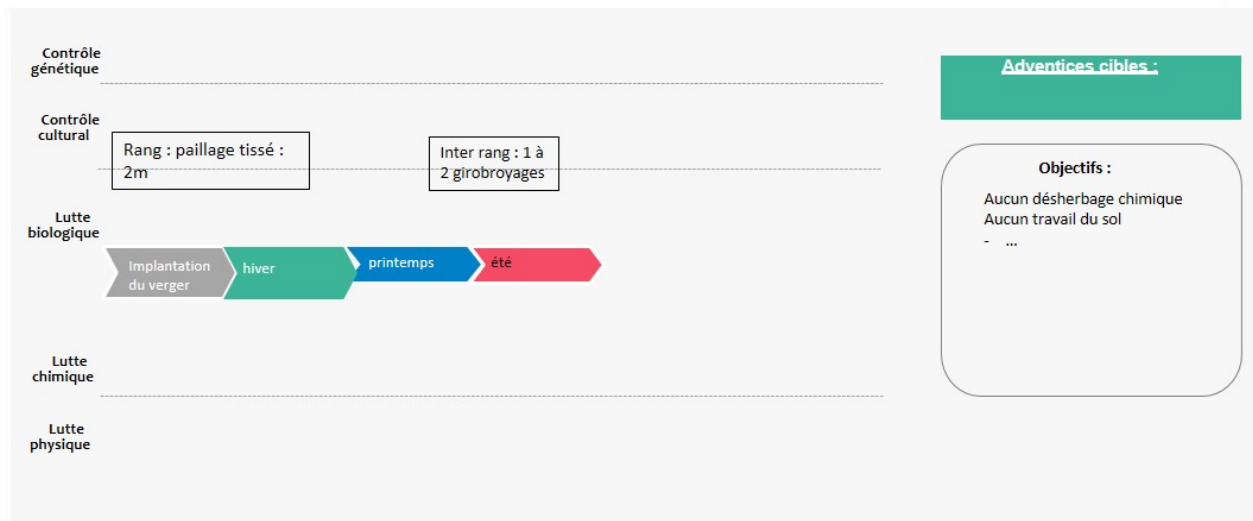 Contrôle
génétique
Contrôle
cultural
Rang : paillage tissé :
2m
Inter rang : 1 à
2 girobroyages
Lutte
biologique
Implantation
du verger
hiver
printemps
été
Lutte
chimique
Lutte
physique
Adventices cibles :
Objectifs :
Aucun désherbage chimique
Aucun travail du sol
- ...